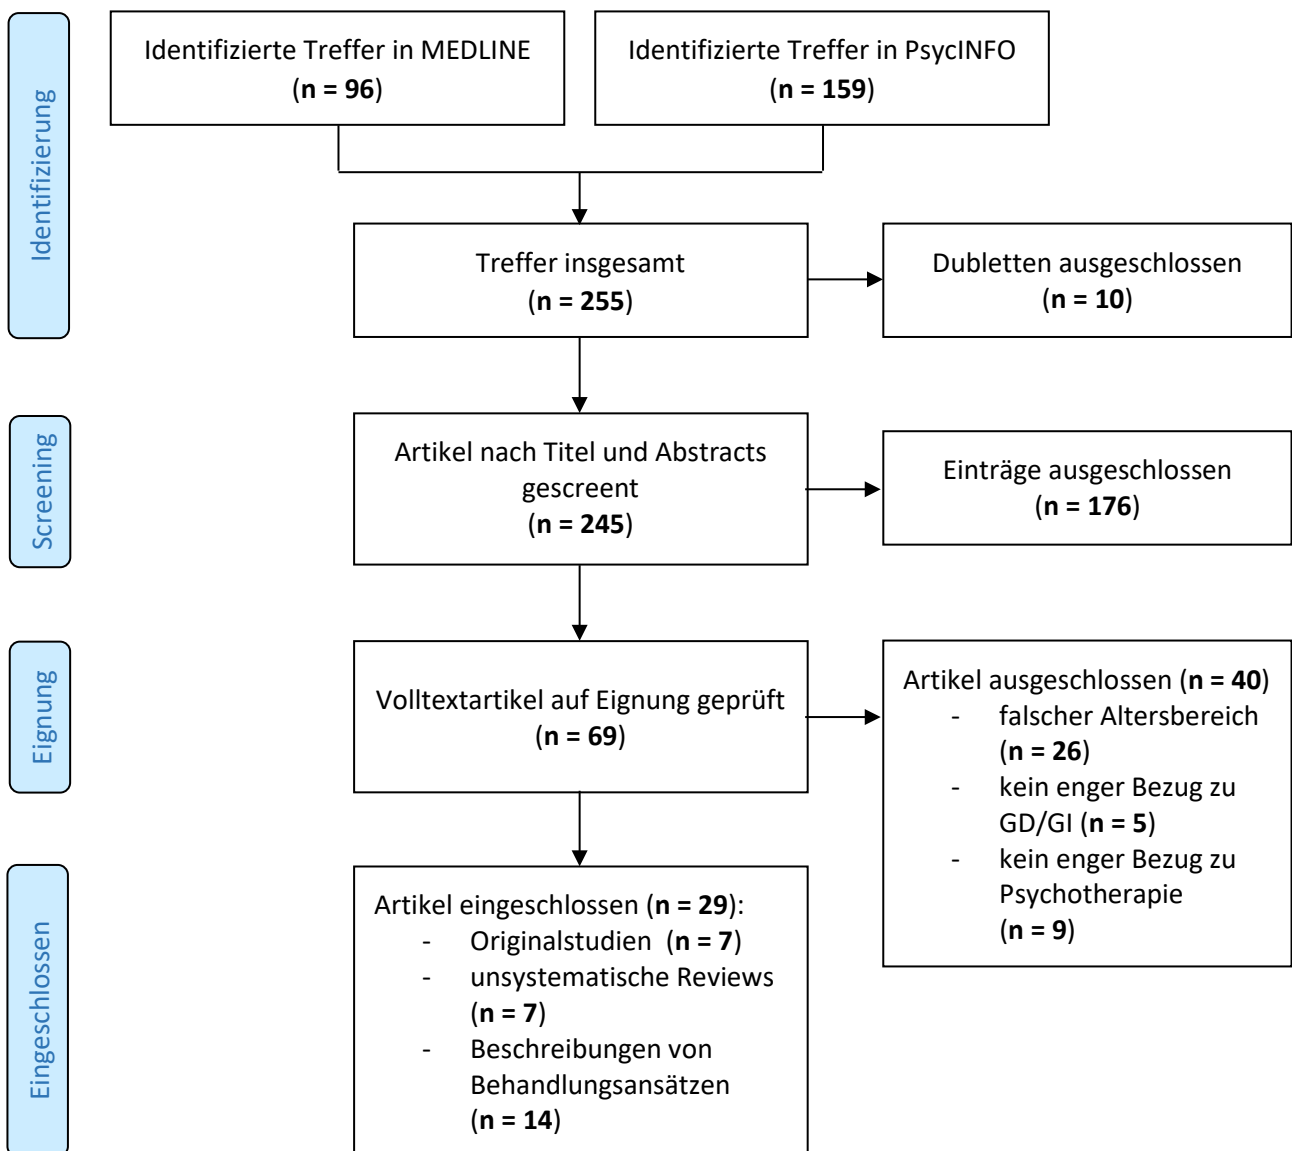 Identifizierung
Identifizierte Treffer in MEDLINE
(n = 96)
Identifizierte Treffer in PsycINFO
(n = 159)
Treffer insgesamt
(n = 255)
Dubletten ausgeschlossen
(n = 10)
Screening
Artikel nach Titel und Abstracts
gescreent
(n = 245)
Einträge ausgeschlossen
(n = 176)
Eignung
Volltextartikel auf Eignung geprüft
(n = 69)
Artikel ausgeschlossen (n = 40)
- falscher Altersbereich
(n = 26)
- kein enger Bezug zu
GD/GI (n = 5)
- kein enger Bezug zu
Psychotherapie
(n = 9)
Eingeschlossen
Artikel eingeschlossen (n = 29):
- Originalstudien (n = 7)
- unsystematische Reviews
(n = 7)
- Beschreibungen von
Behandlungsansätzen
(n = 14)